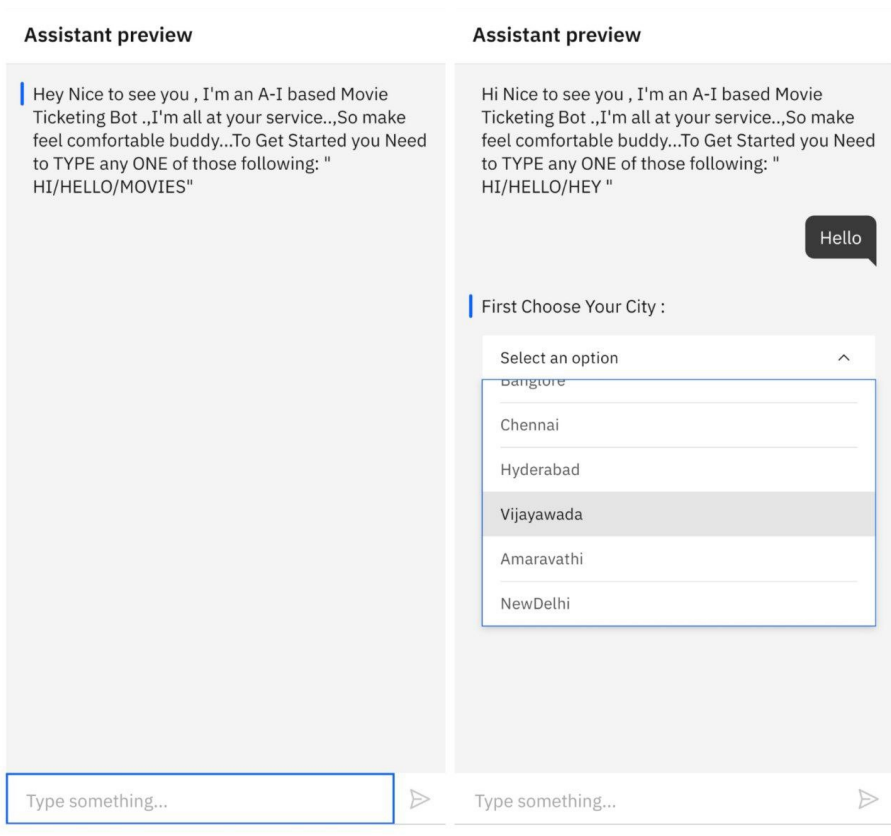 Assistant preview
Hey Nice to see you , I'm an A-I based Movie
Ticketing Bot .,I'm all at your service..,So make
feel comfortable buddy...To Get Started you Need
to TYPE any ONE of those following: "
HI/HELLO/MOVIES"
Type something...
Assistant preview
Hi Nice to see you , I'm an A-I based Movie
Ticketing Bot .,I'm all at your service..,So make
feel comfortable buddy...To Get Started you Need
to TYPE any ONE of those following: "
HI/HELLO/HEY "
Hello
First Choose Your City :
Select an option
Banglore
Chennai
Hyderabad
Vijayawada
Amaravathi
NewDelhi
Type something...